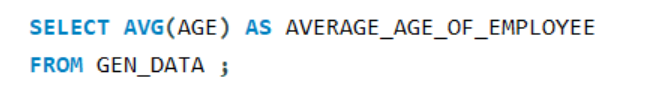 SELECT AVG(AGE) AS AVERAGE_AGE_OF_EMPLOYEE
FROM GEN_DATA ;